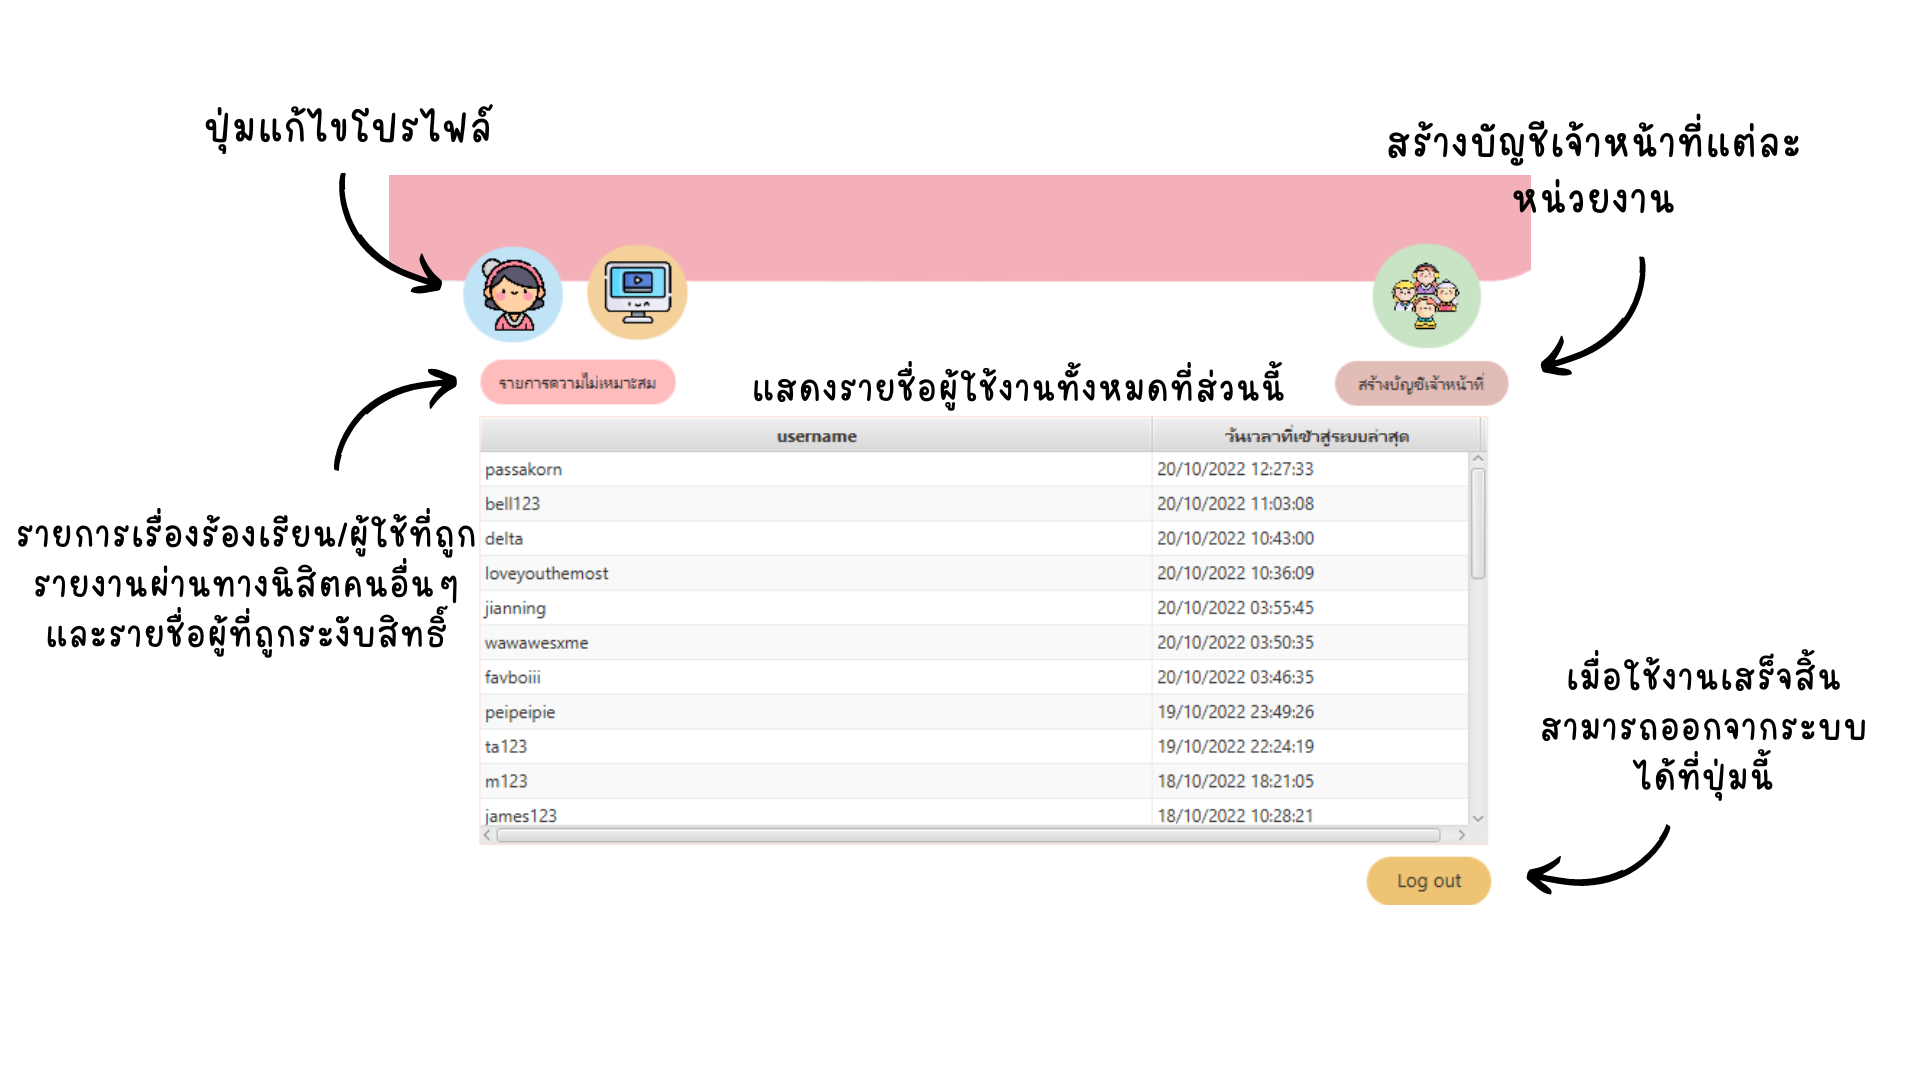 ปุ่มแก้ไขโปรไฟล์
สร้างบัญชีเจ้าหน้าที่แต่ละ
หน่วยงาน
รายการความไม่เหมาะสม
แสดงรายชื่อผู้ใช้งานทั้งหมดที่ส่วนนี้
สร้างบัญชีเจ้าหน้าที่
username วันเวลาที่เข้าสู่ระบบล่าสุด
passakorn 20/10/2022 12:27:33
bell123 20/10/2022 11:03:08
delta 20/10/2022 10:43:00
loveyouthemost 20/10/2022 10:36:09
jianning 20/10/2022 03:55:45
wawawesxme 20/10/2022 03:50:35
favboiii 20/10/2022 03:46:35
peipeipie 19/10/2022 23:49:26
ta123 19/10/2022 22:24:19
m123 18/10/2022 18:21:05
james123 18/10/2022 10:28:21
รายการเรื่องร้องเรียน/ผู้ใช้ที่ถูก
รายงานผ่านทางนิสิตคนอื่นๆ
และรายชื่อผู้ที่ถูกระงับสิทธิ์
เมื่อใช้งานเสร็จสิ้น
สามารถออกจากระบบ
ได้ที่ปุ่มนี้
Log out